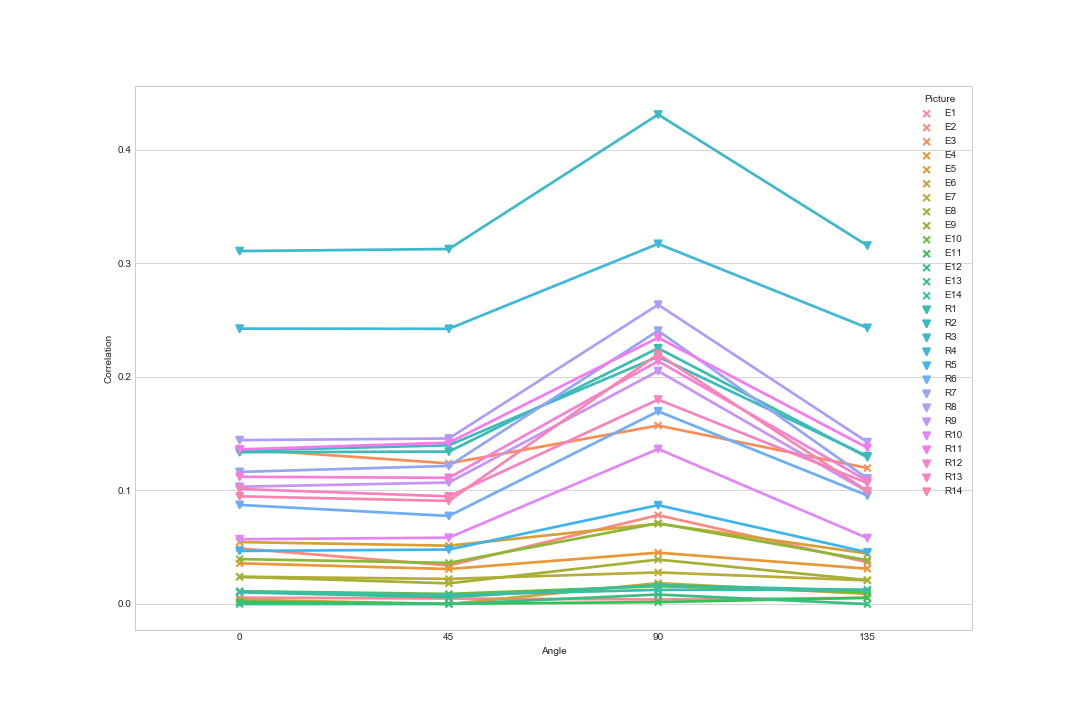 Picture
E1
E2
E3
E4
E5
E6
E7
E8
E9
E10
E11
E12
E13
E14
R1
R2
R3
R4
R5
R6
R7
R8
R9
R10
R11
R12
R13
R14
0.4
0.3
0.2
0.1
0.0
Correlation
0 45 90 135
Angle